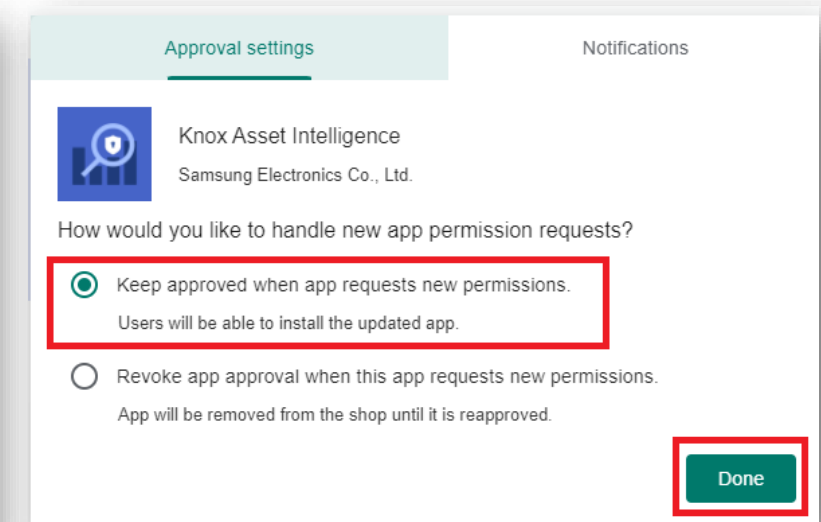 Approval settings
Notifications
Knox Asset Intelligence
Samsung Electronics Co., Ltd.
How would you like to handle new app permission requests?
Keep approved when app requests new permissions.
Users will be able to install the updated app.
Revoke app approval when this app requests new permissions.
App will be removed from the shop until it is reapproved.
Done